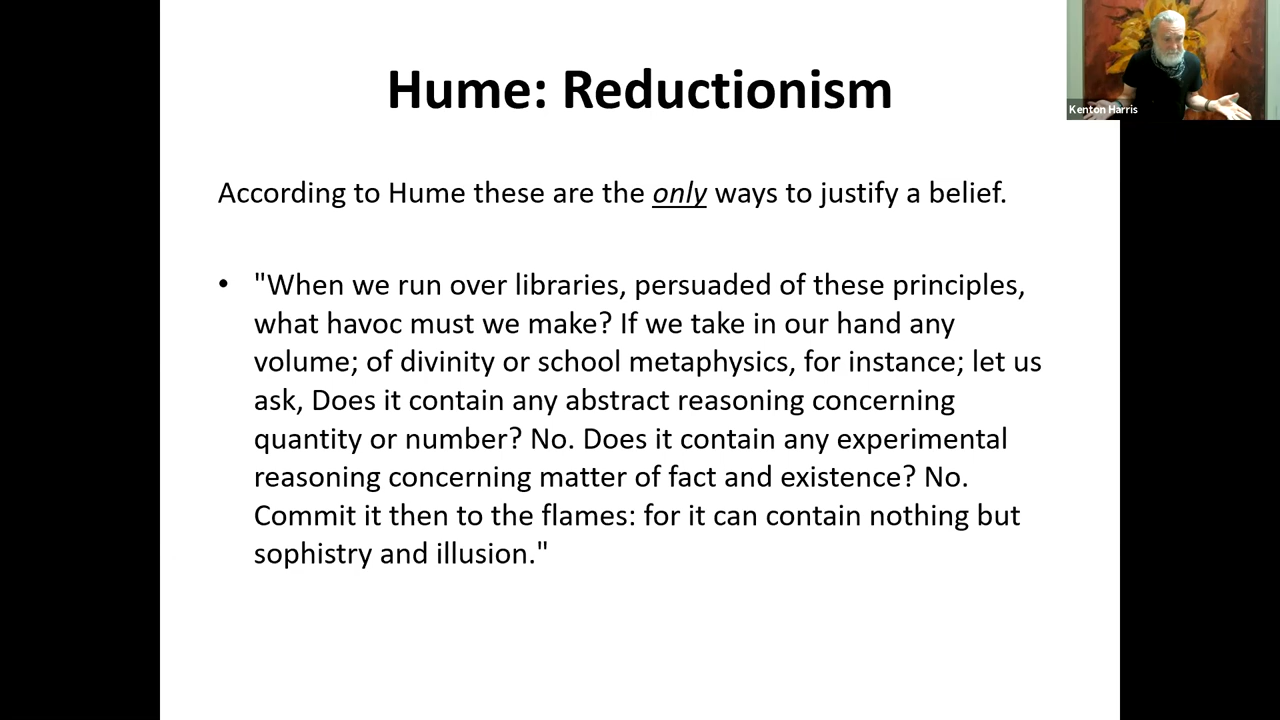 Hume: Reductionism
Kenton Harris
According to Hume these are the only ways to justify a belief.
• "When we run over libraries, persuaded of these principles,
what havoc must we make? If we take in our hand any
volume; of divinity or school metaphysics, for instance; let us
ask, Does it contain any abstract reasoning concerning
quantity or number? No. Does it contain any experimental
reasoning concerning matter of fact and existence? No.
Commit it then to the flames: for it can contain nothing but
sophistry and illusion."